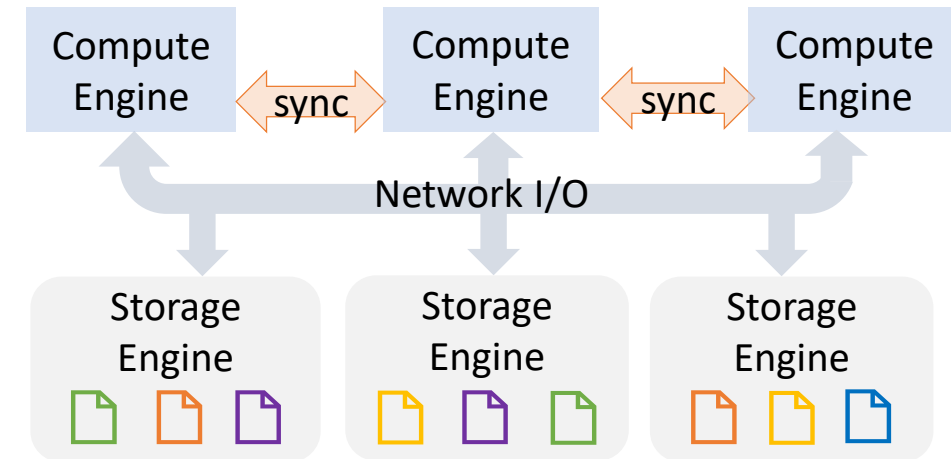 Compute
Engine
sync
Compute
Engine
sync
Compute
Engine
Network I/O
Storage
Engine
Storage
Engine
Storage
Engine